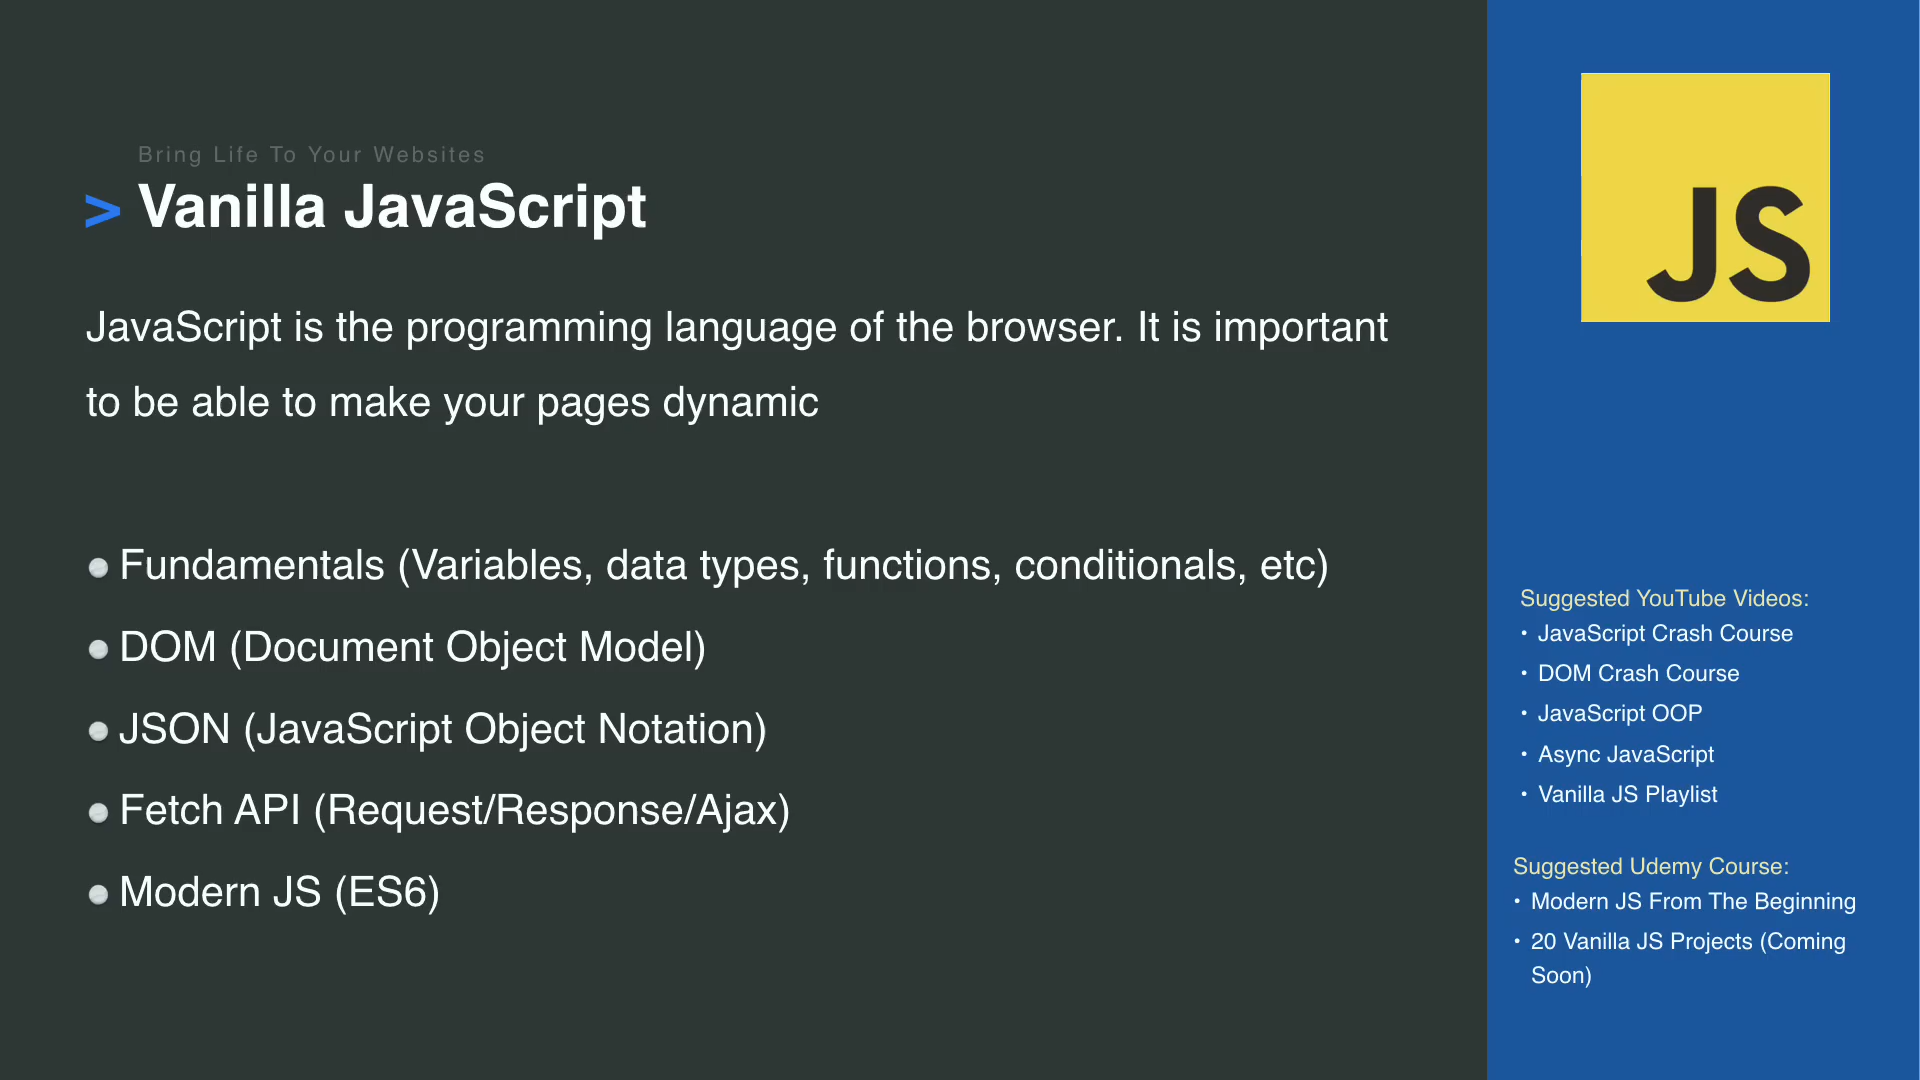 Bring Life To Your Websites
> Vanilla JavaScript
JavaScript is the programming language of the browser. It is important
to be able to make your pages dynamic
Fundamentals (Variables, data types, functions, conditionals, etc)
DOM (Document Object Model)
JSON (JavaScript Object Notation)
Fetch API (Request/Response/Ajax)
Modern JS (ES6)
JS
Suggested YouTube Videos:
• JavaScript Crash Course
• DOM Crash Course
• JavaScript OOP
• Async JavaScript
• Vanilla JS Playlist
Suggested Udemy Course:
• Modern JS From The Beginning
• 20 Vanilla JS Projects (Coming
Soon)